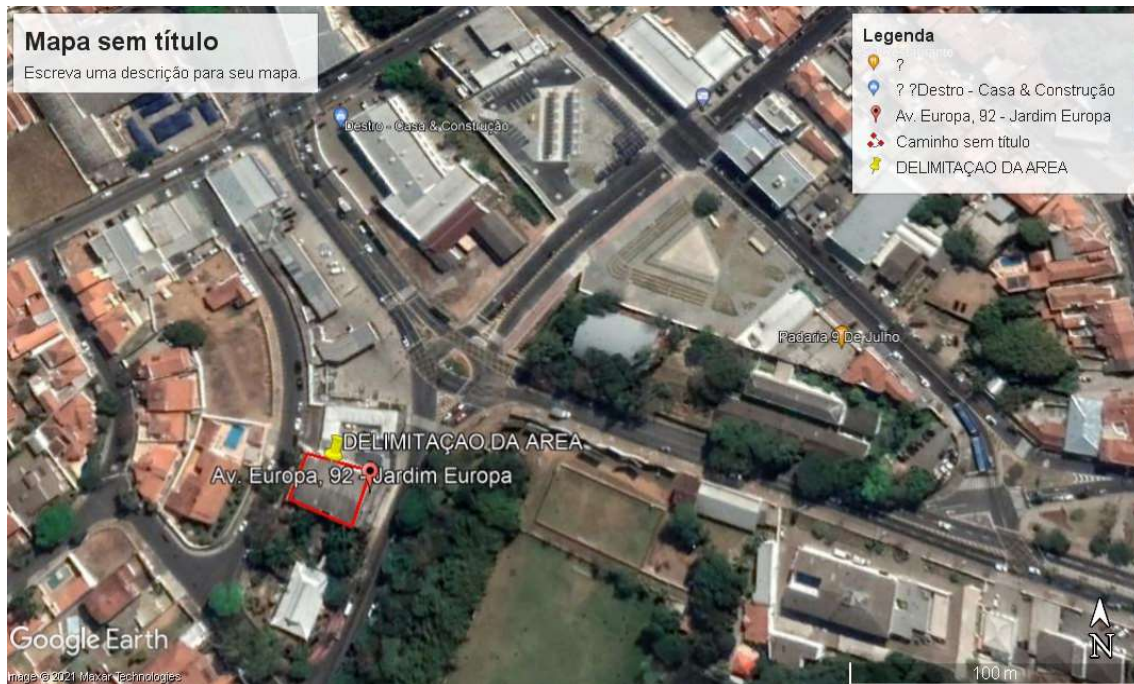 Mapa sem título
Escreva uma descrição para seu mapa.
Legenda
?
? ?Destro - Casa & Construção
Av. Europa, 92 - Jardim Europa
Caminho sem título
DELIMITAÇAO DA AREA
Destro - Casa & Construção
Padaria 9 De Julho
DELIMITAÇAO DA AREA
Av. Europa, 92 - Jardim Europa
Google Earth
Image © 2021 Maxar Technologies
N
100 m